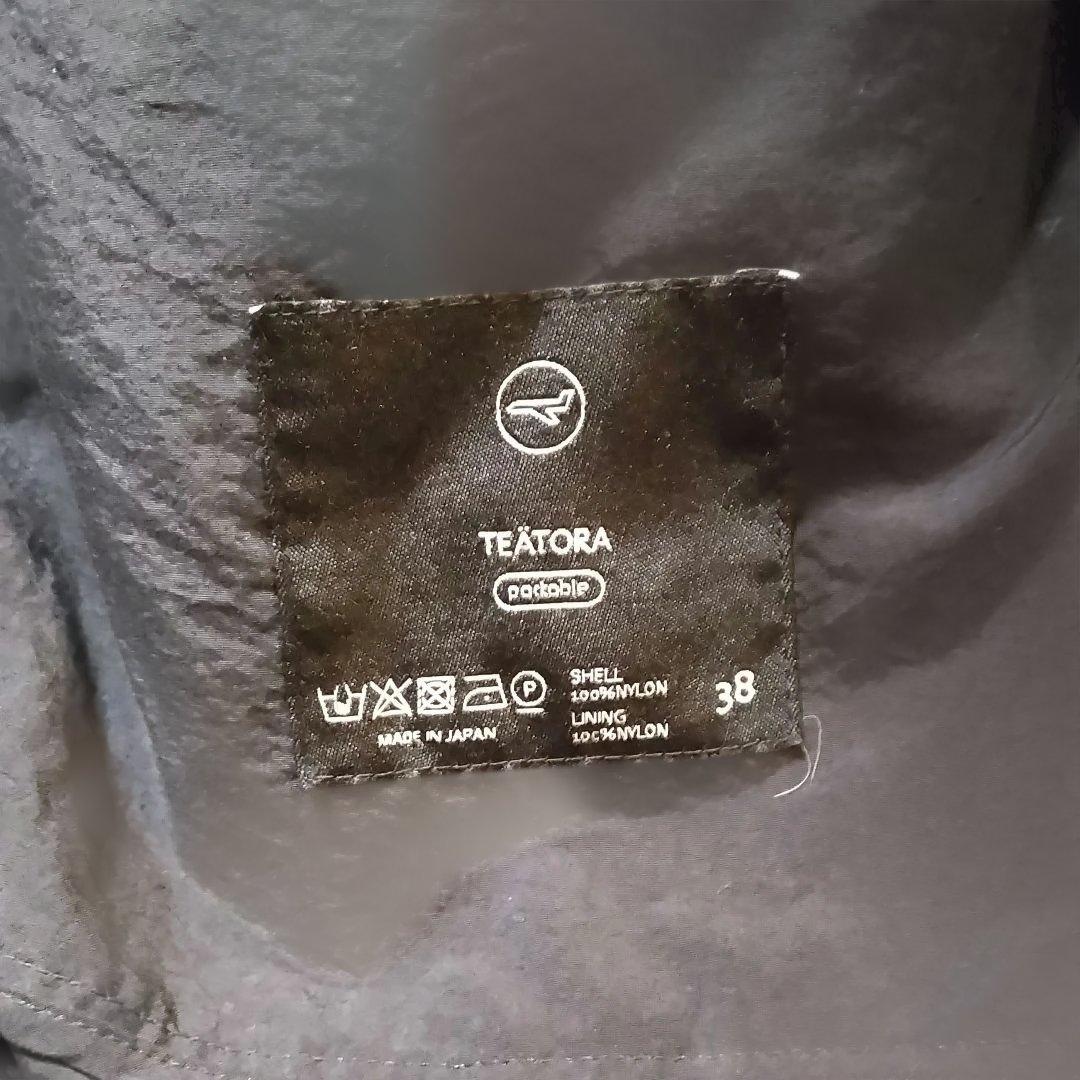 TEÄTORA
packable
P
SHELL
100%NYLON
LINING
100%NYLON
38
MADE IN JAPAN